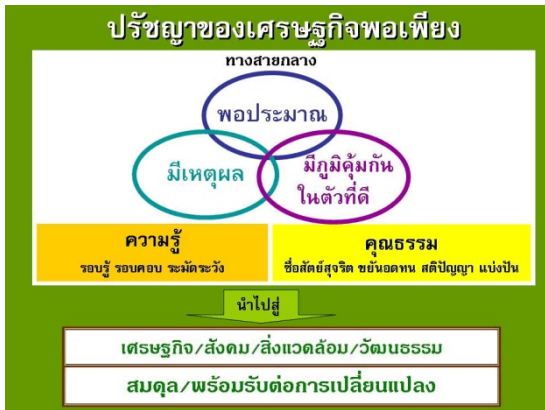 ปรัชญาของเศรษฐกิจพอเพียง
ทางสายกลาง
พอประมาณ
มีเหตุผล
มีภูมิคุ้มกัน
ในตัวที่ดี
ความรู้
รอบรู้ รอบคอบ ระมัดระวัง
คุณธรรม
ซื่อสัตย์สุจริต ขยันอดทน สติปัญญา แบ่งปัน
นำไปสู่
เศรษฐกิจ/สังคม/สิ่งแวดล้อม/วัฒนธรรม
สมดุล/พร้อมรับต่อการเปลี่ยนแปลง